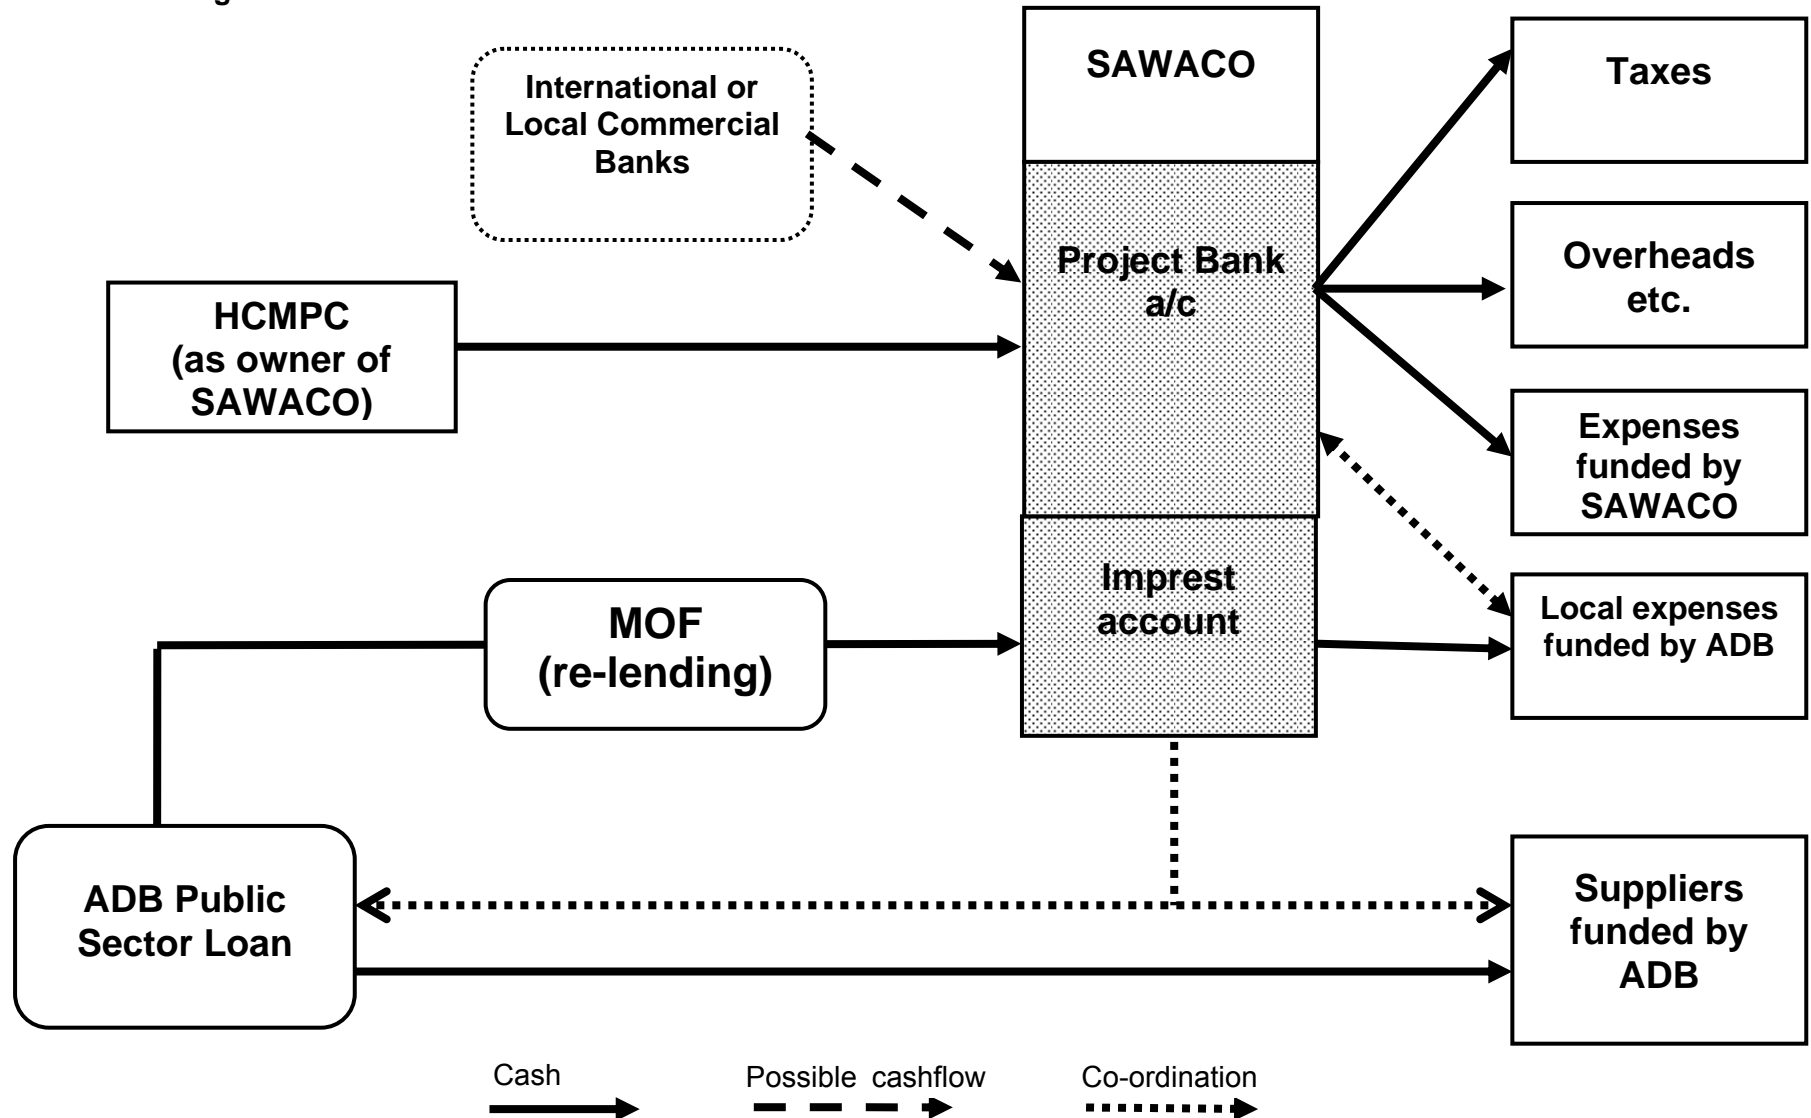 SAWACO
Taxes
International or
Local Commercial
Banks
Project Bank
a/c
Overheads
etc.
HCMPC
(as owner of
SAWACO)
Expenses
funded by
SAWACO
Imprest
account
MOF
(re-lending)
Local expenses
funded by ADB
ADB Public
Sector Loan
Suppliers
funded by
ADB
Cash
Possible cashflow
Co-ordination